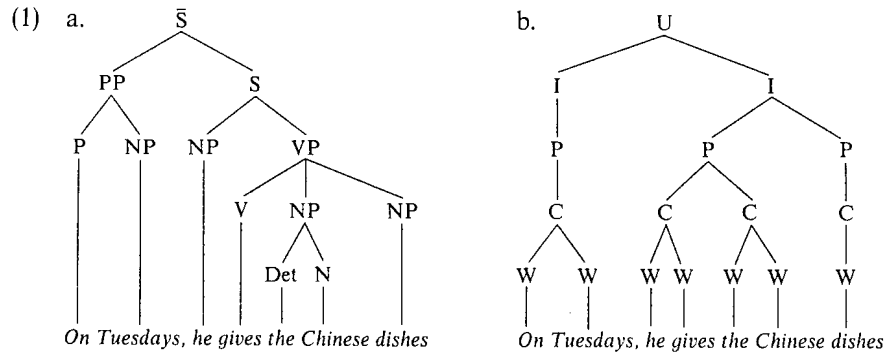 (1) a. S̄ b. U
PP S I I
P NP NP VP P P P
V NP NP C C C C
Det N W W W W W W W
On Tuesdays, he gives the Chinese dishes On Tuesdays, he gives the Chinese dishes